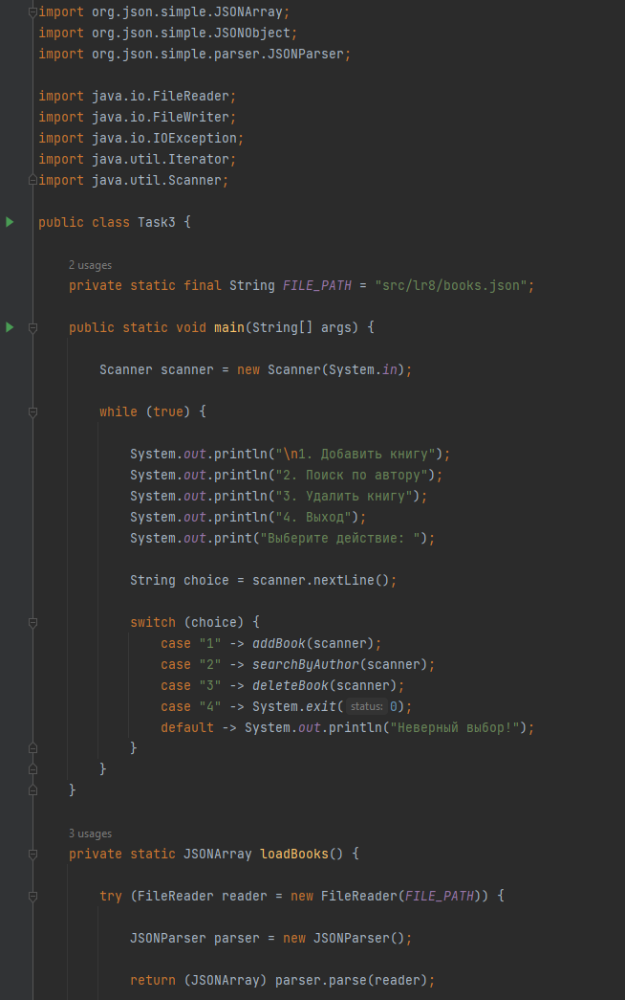 import org.json.simple.JSONArray;
import org.json.simple.JSONObject;
import org.json.simple.parser.JSONParser;
import java.io.FileReader;
import java.io.FileWriter;
import java.io.IOException;
import java.util.Iterator;
import java.util.Scanner;
public class Task3 {
2 usages
private static final String FILE_PATH = "src/lr8/books.json";
public static void main(String[] args) {
Scanner scanner = new Scanner(System.in);
while (true) {
System.out.println("\n1. Добавить книгу");
System.out.println("2. Поиск по автору");
System.out.println("3. Удалить книгу");
System.out.println("4. Выход");
System.out.print("Выберите действие: ");
String choice = scanner.nextLine();
switch (choice) {
case "1" -> addBook(scanner);
case "2" -> searchByAuthor(scanner);
case "3" -> deleteBook(scanner);
case "4" -> System.exit( status: 0);
default -> System.out.println("Неверный выбор!");
}
}
}
3 usages
private static JSONArray loadBooks() {
try (FileReader reader = new FileReader(FILE_PATH)) {
JSONParser parser = new JSONParser();
return (JSONArray) parser.parse(reader);